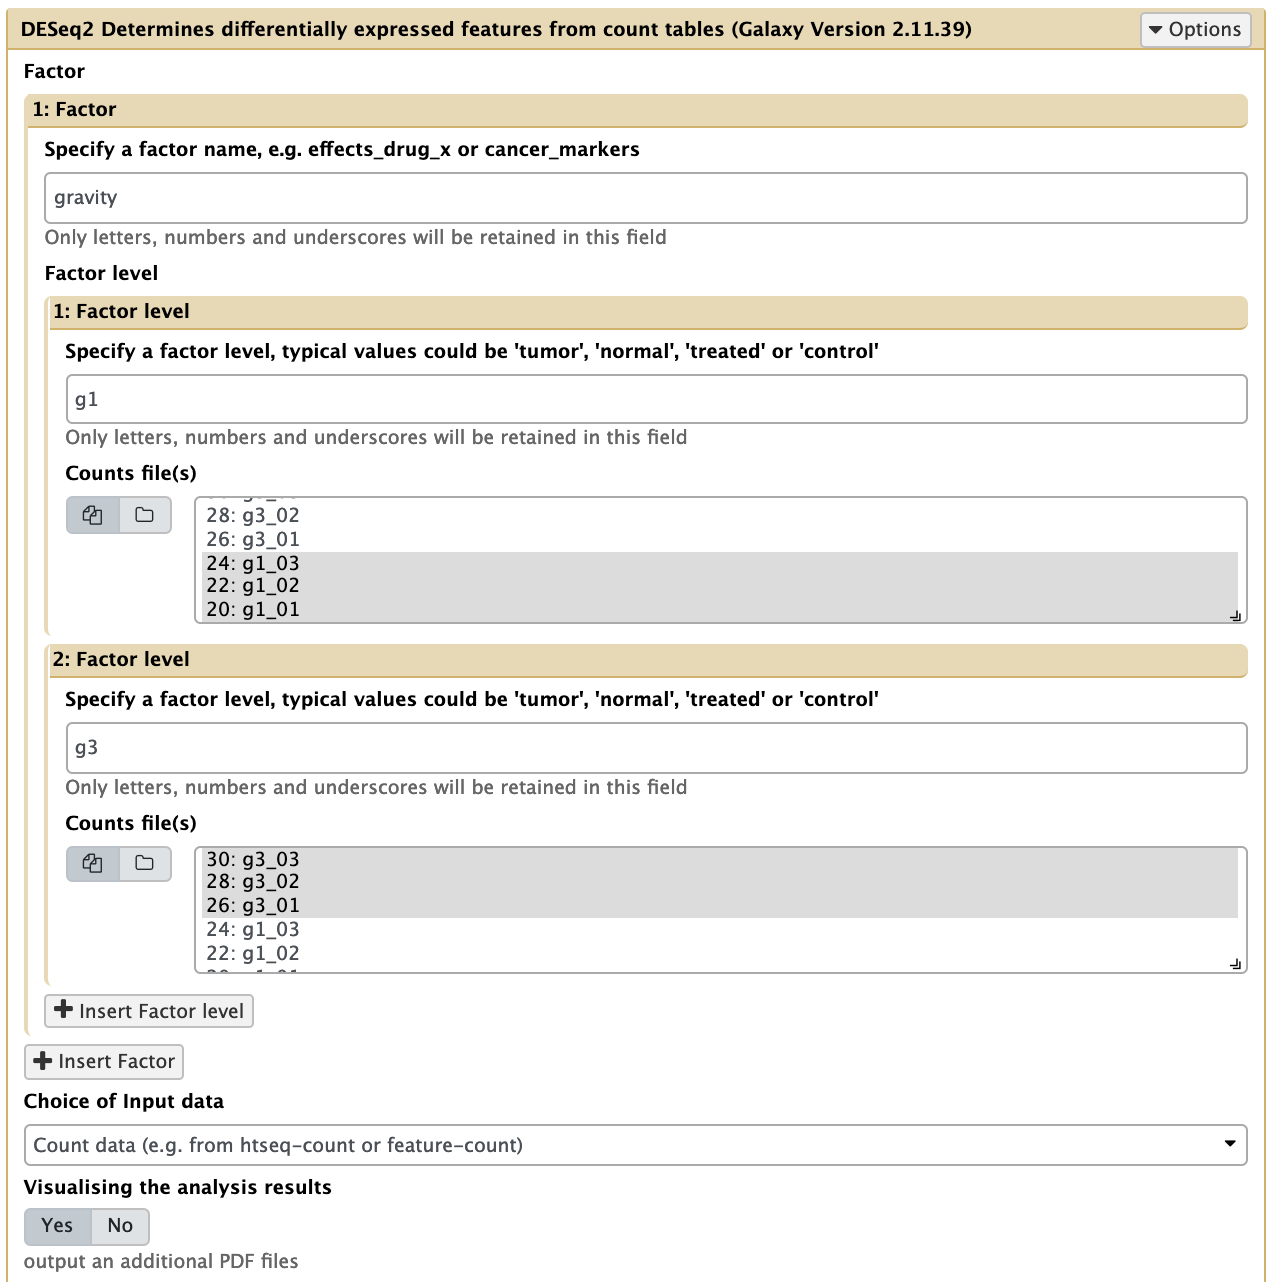 DESeq2 Determines differentially expressed features from count tables (Galaxy Version 2.11.39)
Options
Factor
1: Factor
Specify a factor name, e.g. effects_drug_x or cancer_markers
gravity
Only letters, numbers and underscores will be retained in this field
Factor level
1: Factor level
Specify a factor level, typical values could be 'tumor', 'normal', 'treated' or 'control'
g1
Only letters, numbers and underscores will be retained in this field
Counts file(s)
28: g3_02
26: g3_01
24: g1_03
22: g1_02
20: g1_01
2: Factor level
Specify a factor level, typical values could be 'tumor', 'normal', 'treated' or 'control'
g3
Only letters, numbers and underscores will be retained in this field
Counts file(s)
30: g3_03
28: g3_02
26: g3_01
24: g1_03
22: g1_02
Insert Factor level
Insert Factor
Choice of Input data
Count data (e.g. from htseq-count or feature-count)
Visualising the analysis results
Yes No
output an additional PDF files